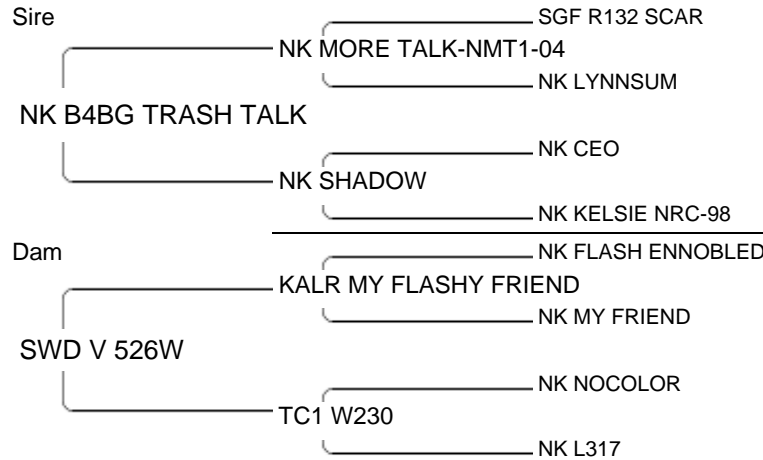 Sire
SGF R132 SCAR
NK MORE TALK-NMT1-04
NK LYNNSUM
NK B4BG TRASH TALK
NK CEO
NK SHADOW
NK KELSIE NRC-98
Dam
NK FLASH ENNOBLED
KALR MY FLASHY FRIEND
NK MY FRIEND
SWD V 526W
NK NOCOLOR
TC1 W230
NK L317